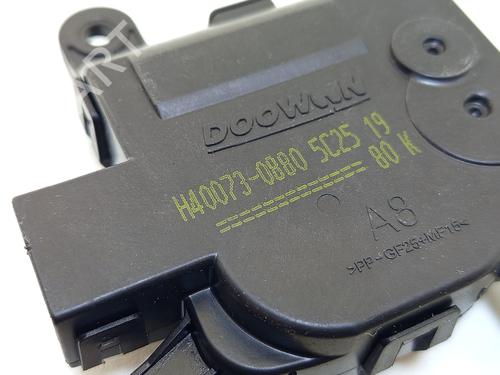 DOOWON
H40073-0880 5C25 19
80 K
A8
>PP-GF25+MF15<